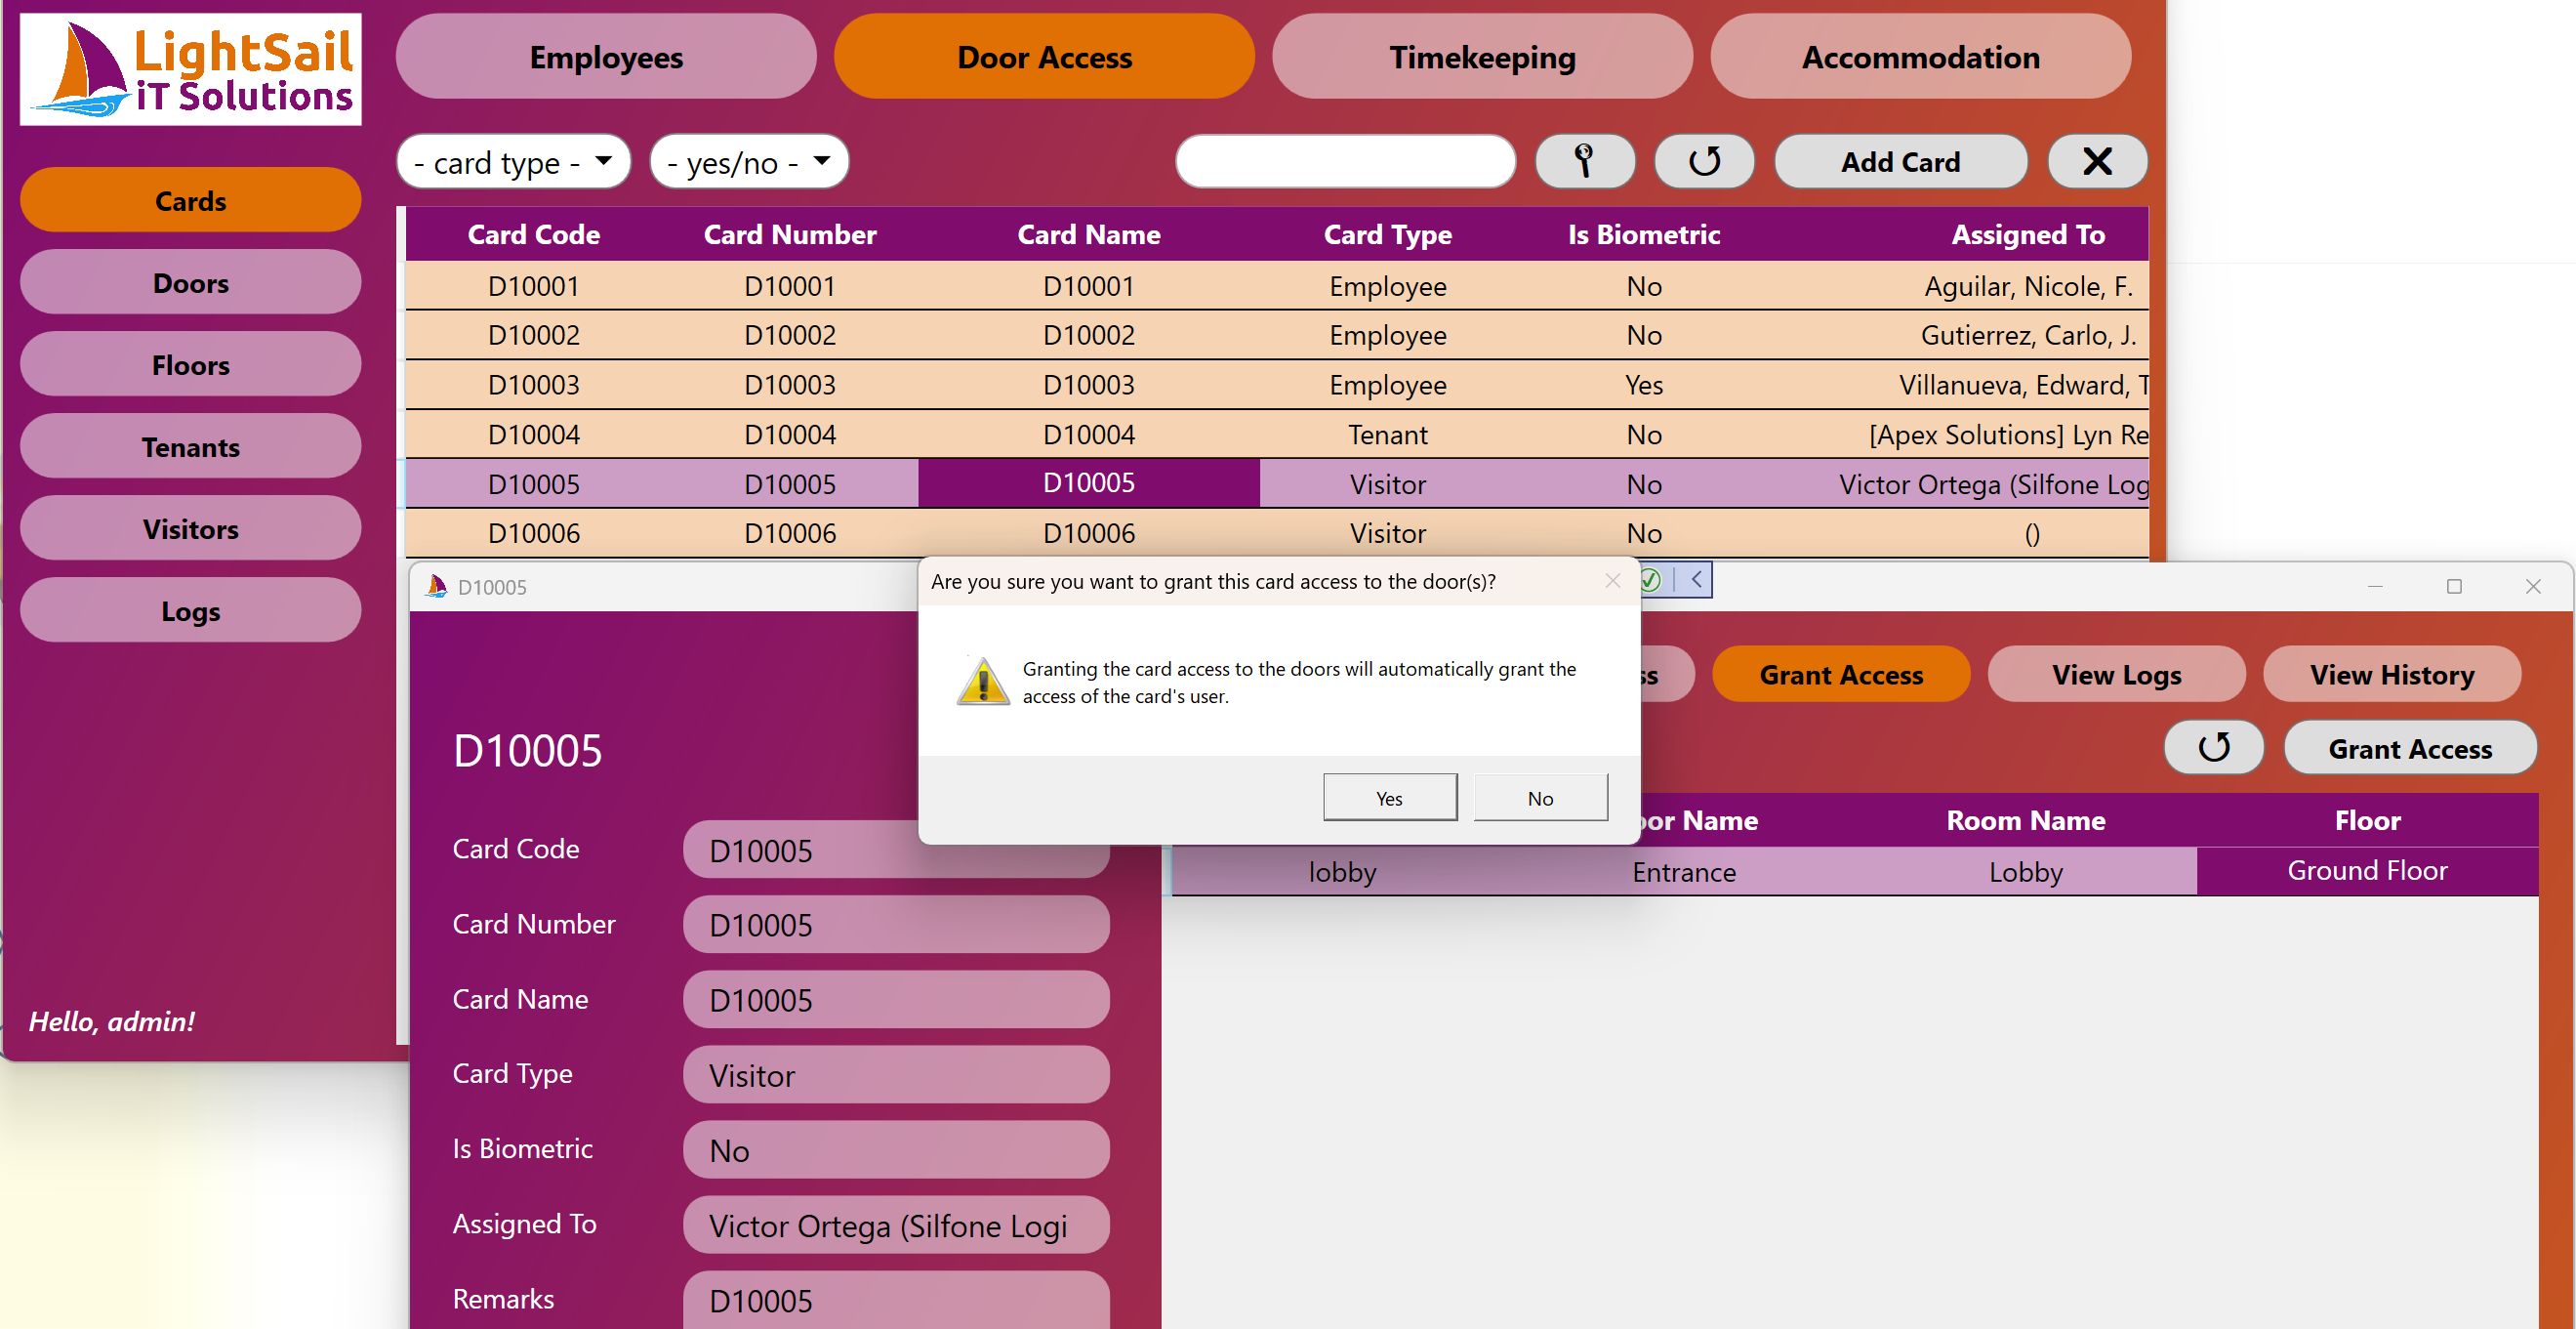 LightSail
iT Solutions
Employees
Door Access
Timekeeping
Accommodation
- card type -
- yes/no -
Add Card
Cards
Doors
Floors
Tenants
Visitors
Logs
Hello, admin!
Card Code Card Number Card Name Card Type Is Biometric Assigned To
D10001 D10001 D10001 Employee No Aguilar, Nicole, F.
D10002 D10002 D10002 Employee No Gutierrez, Carlo, J.
D10003 D10003 D10003 Employee Yes Villanueva, Edward, T
D10004 D10004 D10004 Tenant No [Apex Solutions] Lyn Re
D10005 D10005 D10005 Visitor No Victor Ortega (Silfone Log
D10006 D10006 D10006 Visitor No ()
D10005
Are you sure you want to grant this card access to the door(s)?
Granting the card access to the doors will automatically grant the
access of the card's user.
Yes
No
ss
Grant Access
View Logs
View History
Grant Access
D10005
Card Code D10005
Card Number D10005
Card Name D10005
Card Type Visitor
Is Biometric No
Assigned To Victor Ortega (Silfone Logi
Remarks D10005
oor Name Room Name Floor
lobby Entrance Lobby Ground Floor